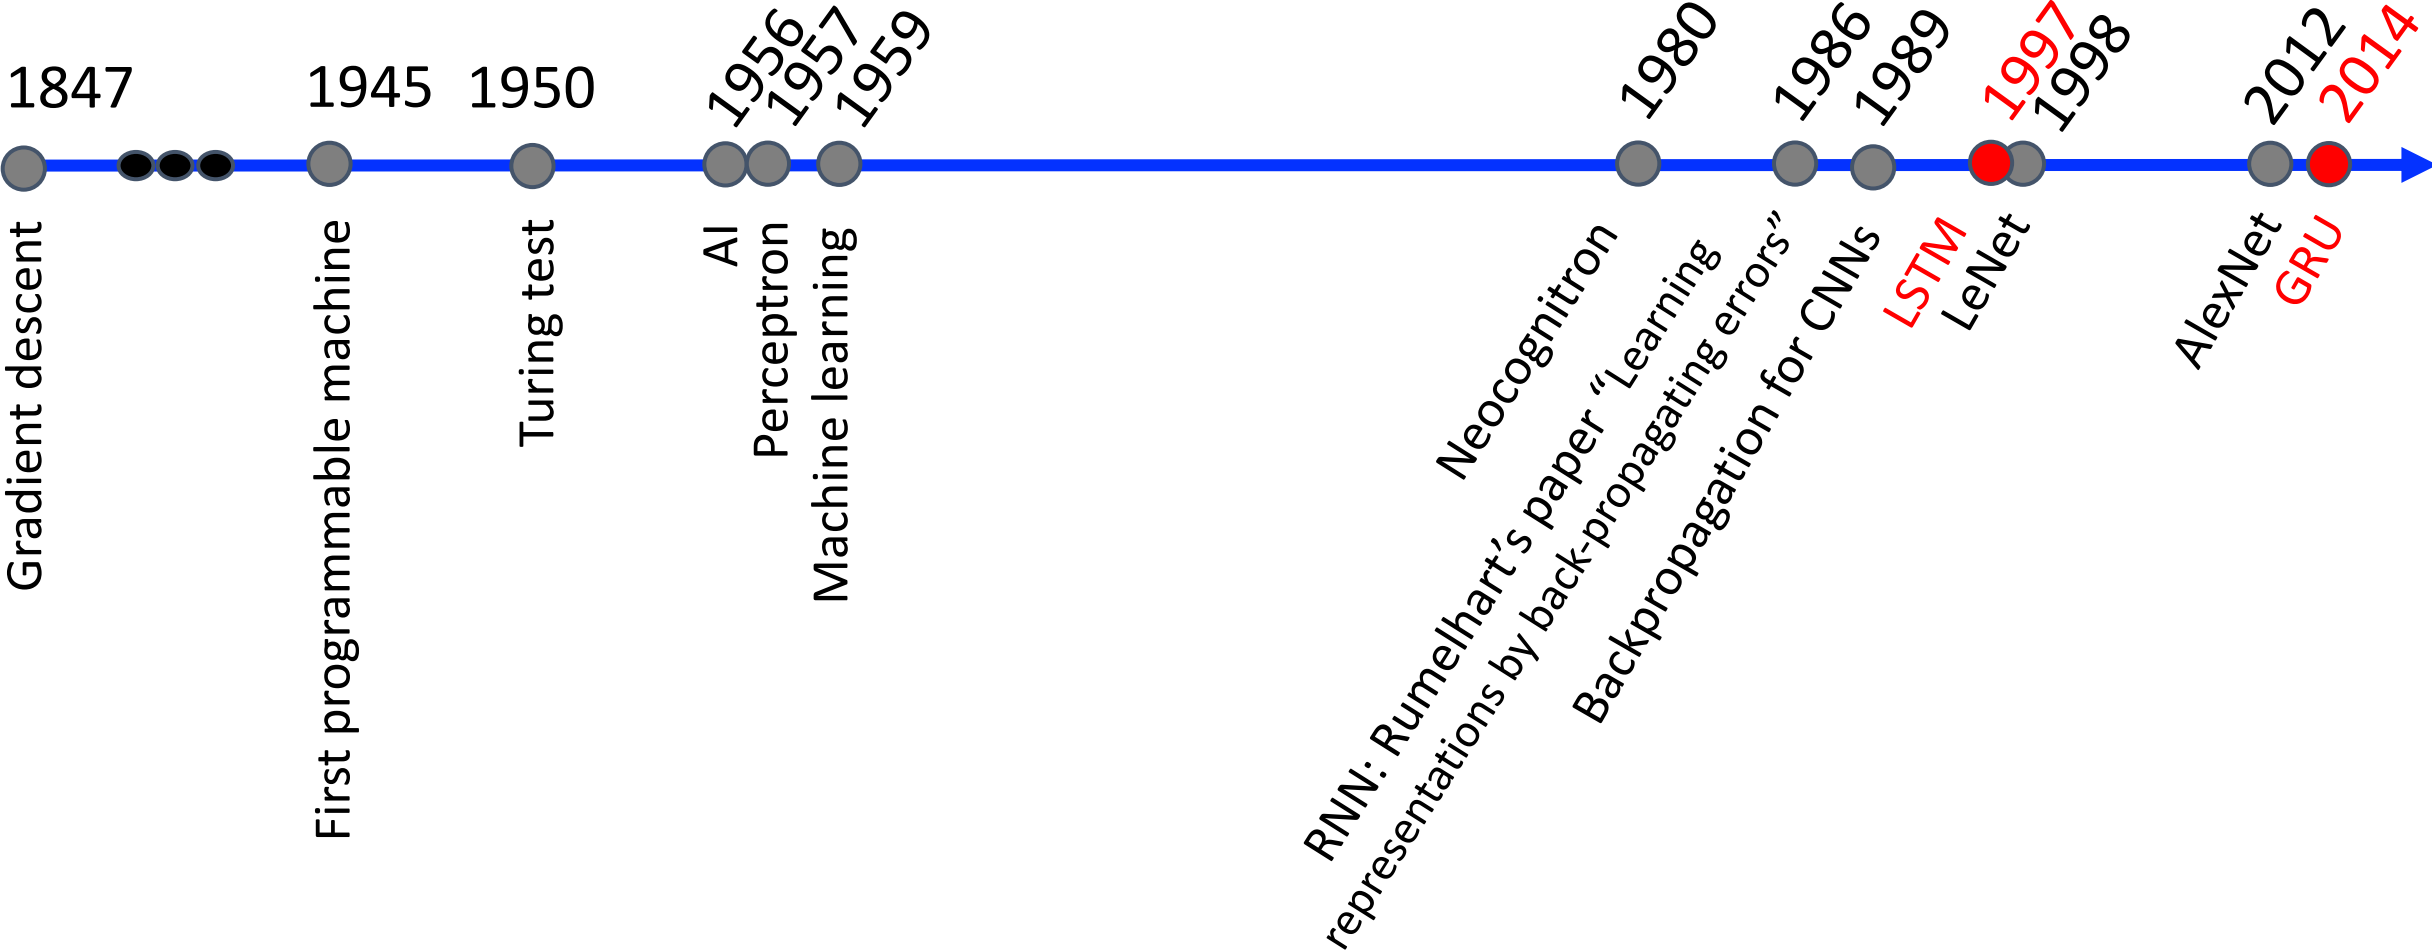 1847
1945
1950
1956
1957
1959
1980
1986
1989
1997
1998
2012
2014
Gradient descent
First programmable machine
Turing test
AI
Perceptron
Machine learning
Neocognitron
RNN: Rumelhart’s paper “Learning
representations by back-propagating errors”
Backpropagation for CNNs
LSTM
LeNet
AlexNet
GRU